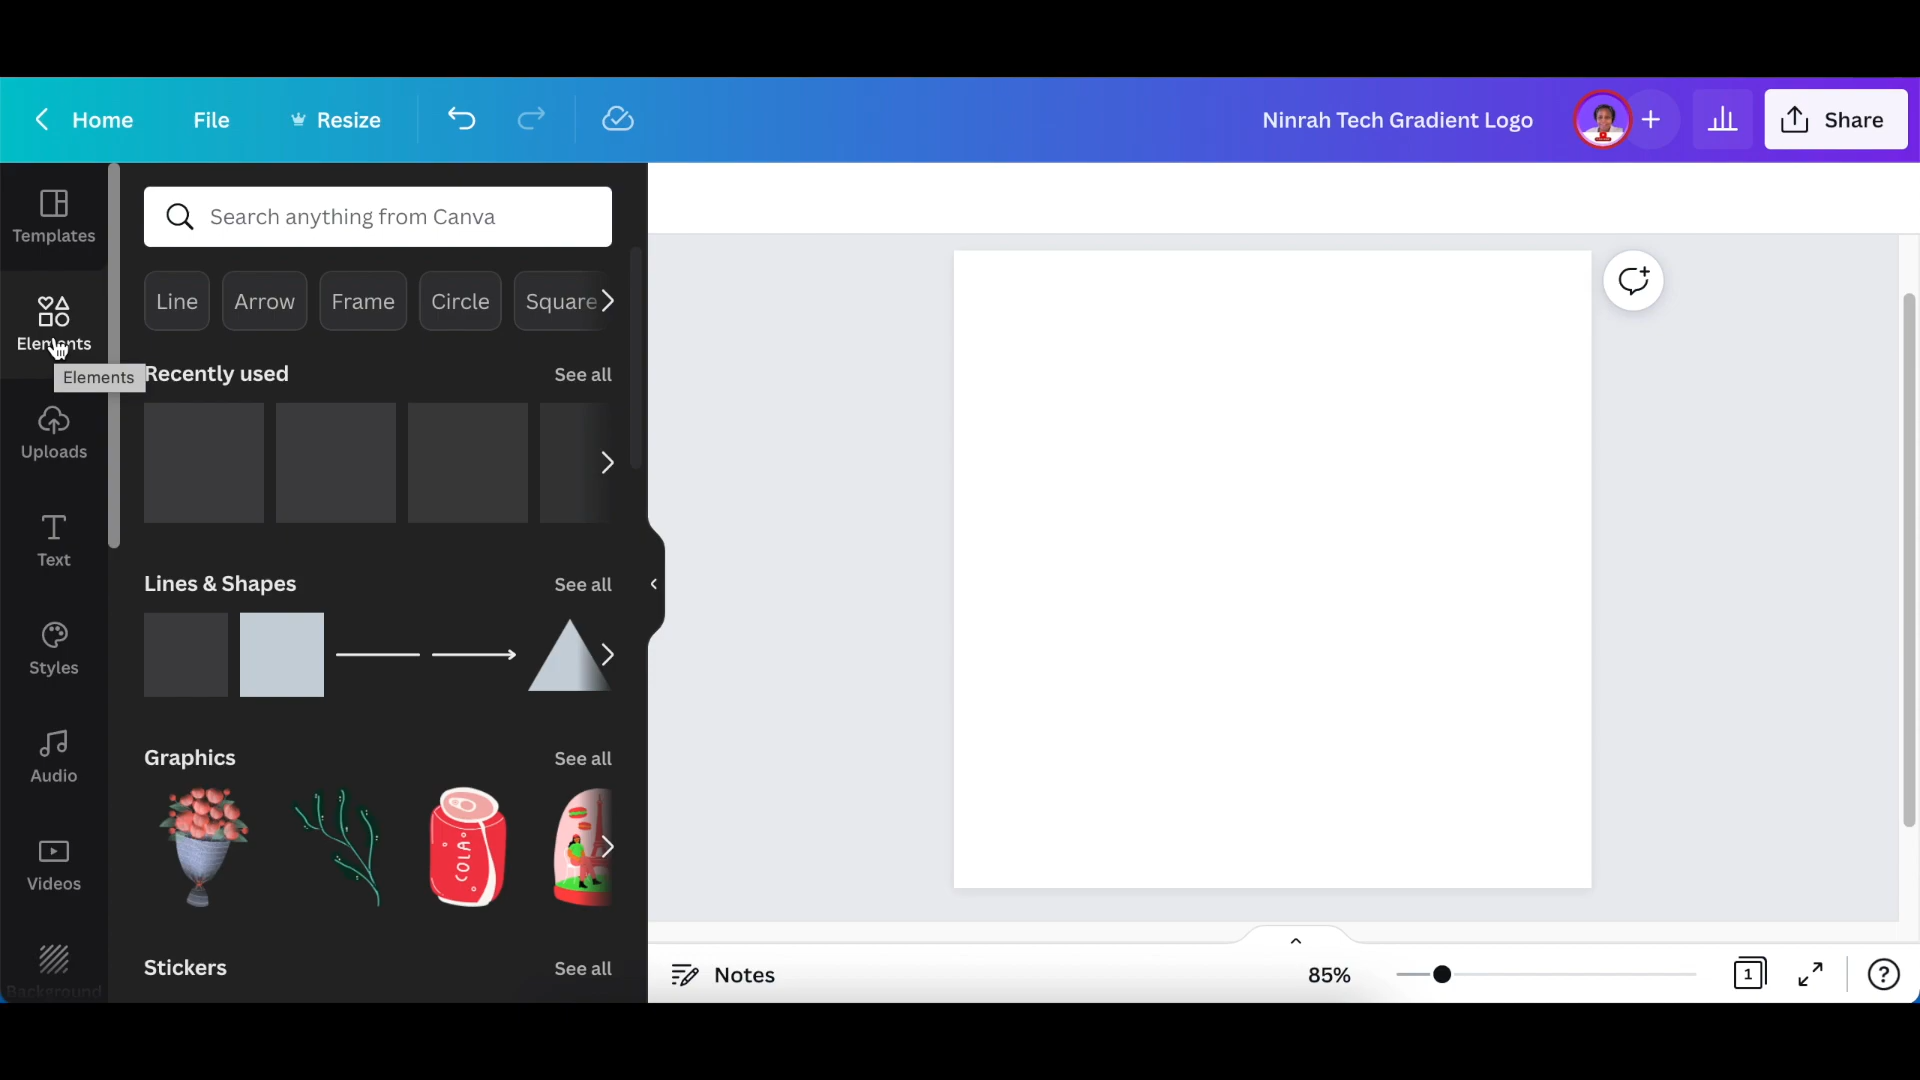 Home
File
Resize
Ninrah Tech Gradient Logo
Share
Templates
Elements
Elements
Uploads
Text
Styles
Audio
Videos
Background
Search anything from Canva
Line
Arrow
Frame
Circle
Square
Recently used
See all
Lines & Shapes
See all
Graphics
See all
COLA
Stickers
See all
Notes
85%
1
?